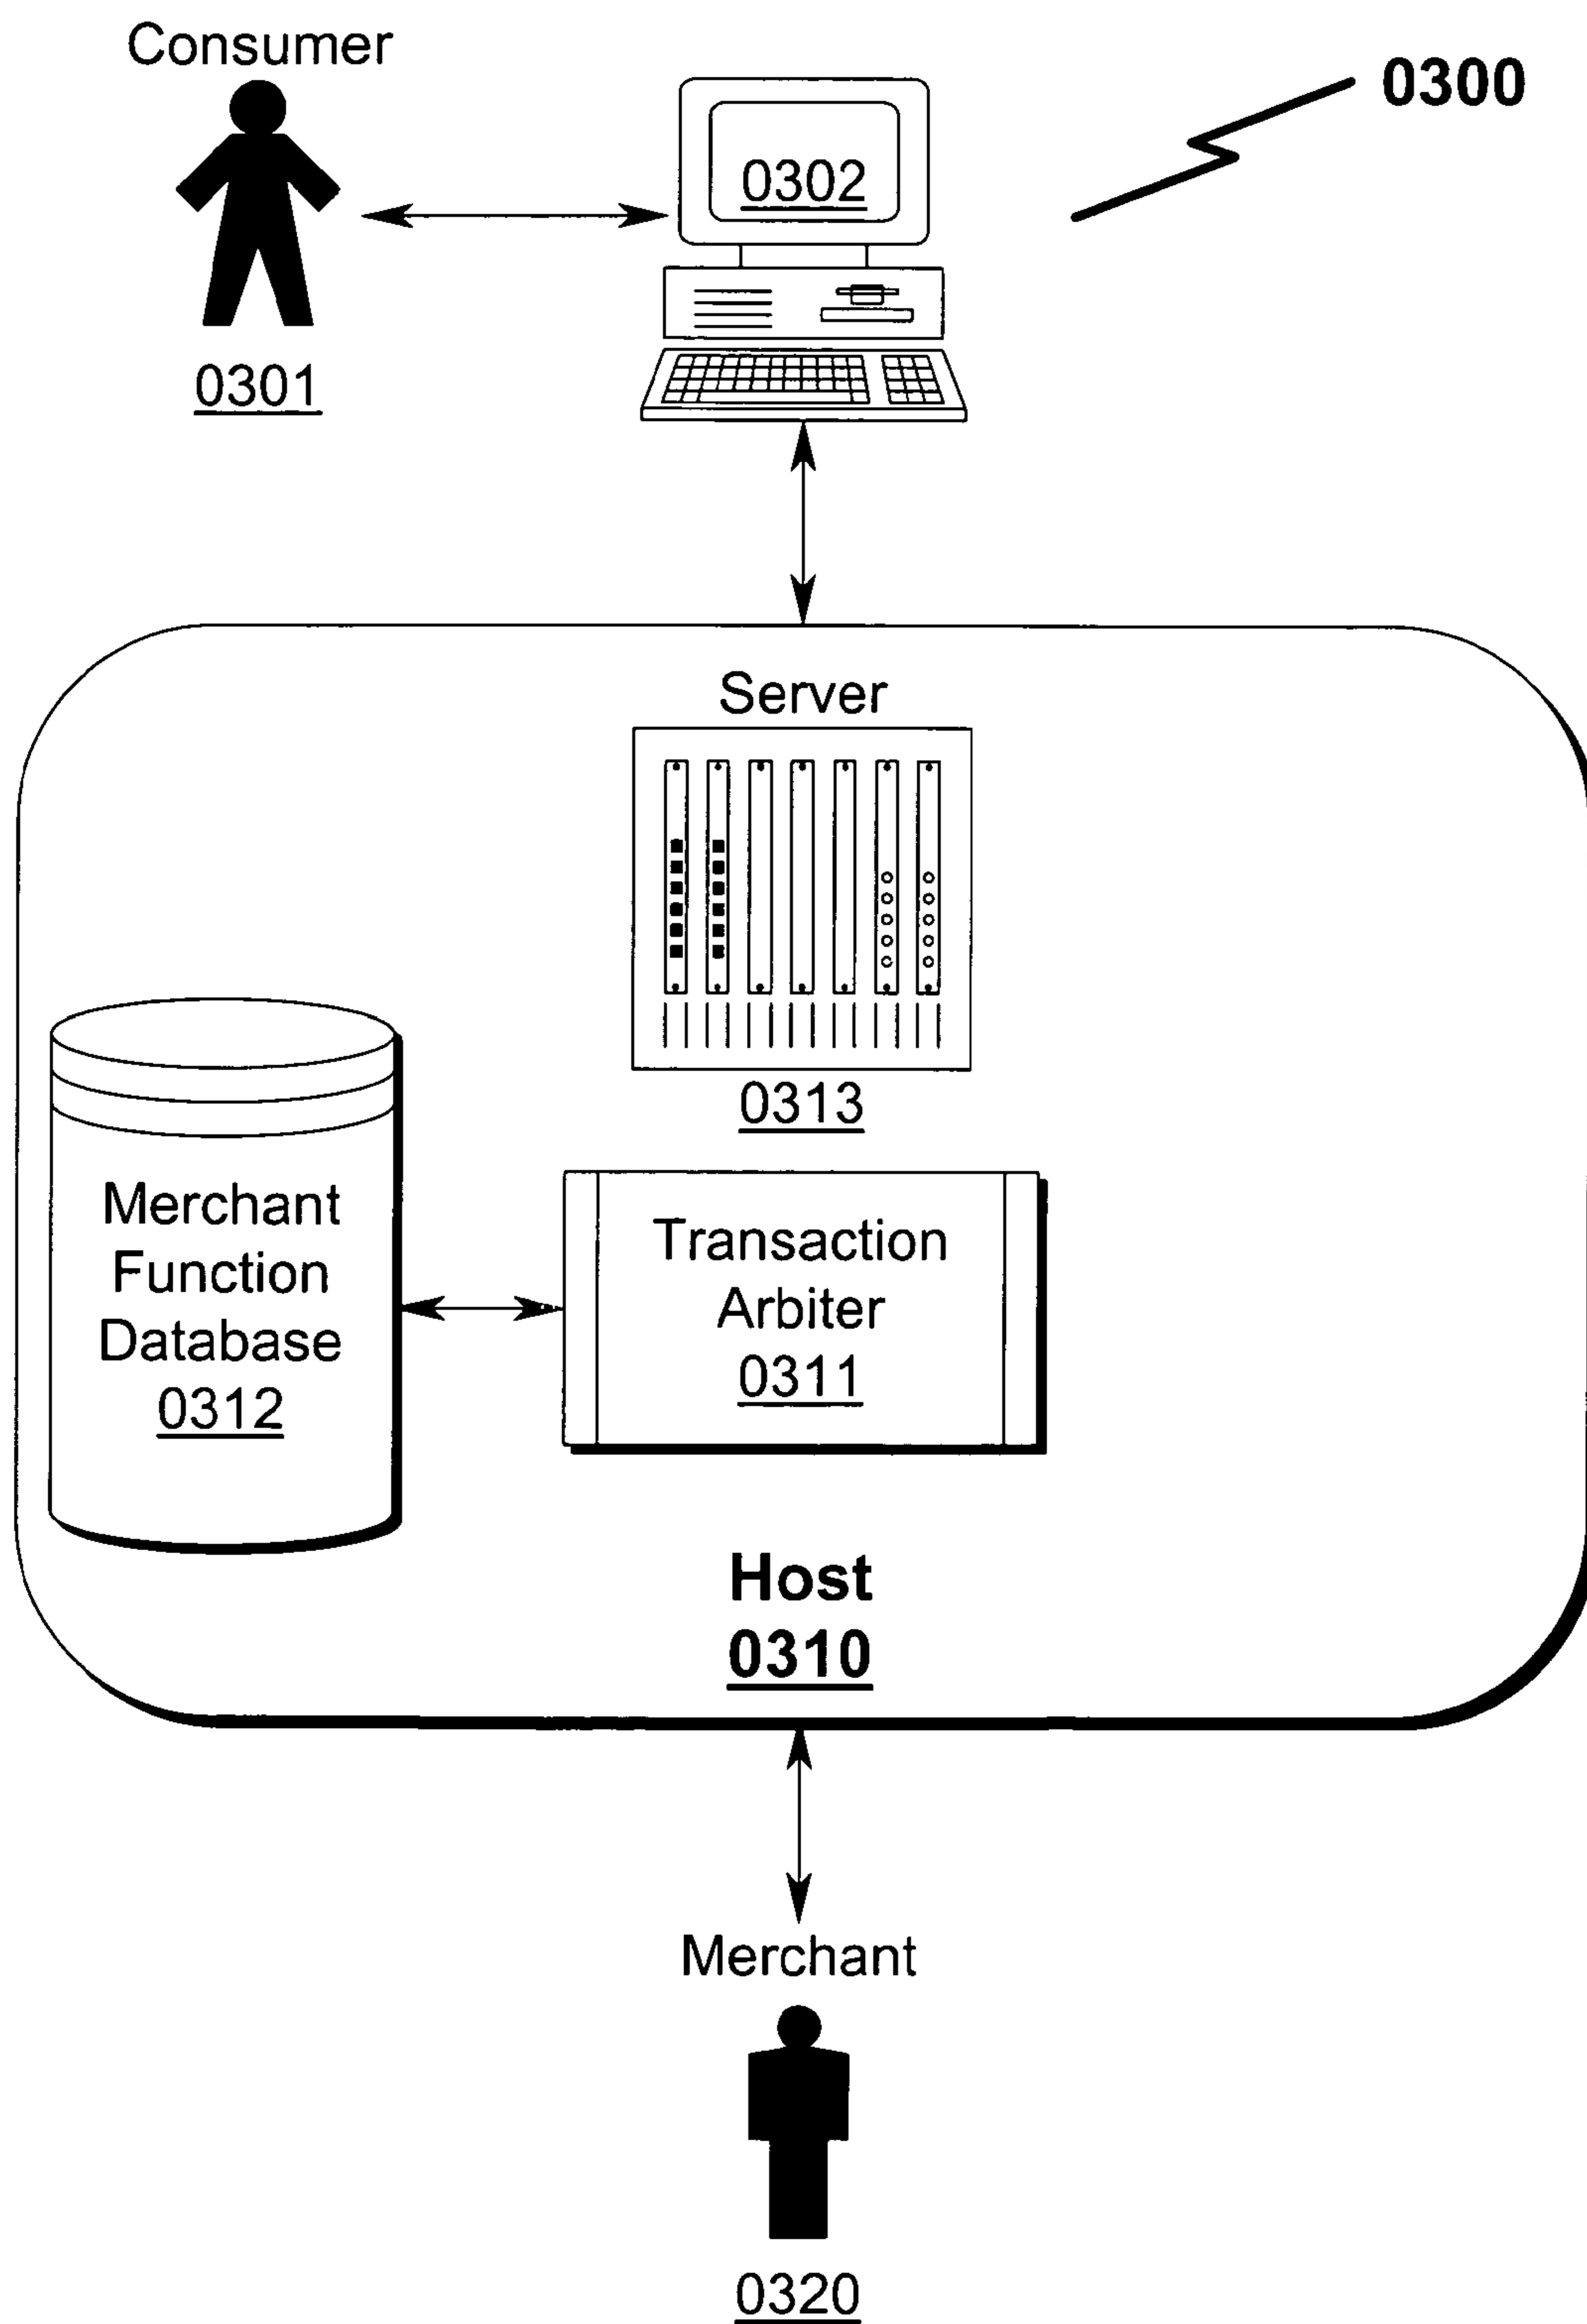 Consumer
0300
0302
0301
Server
0313
Merchant
Function
Database
0312
Transaction
Arbiter
0311
Host
0310
Merchant
0320